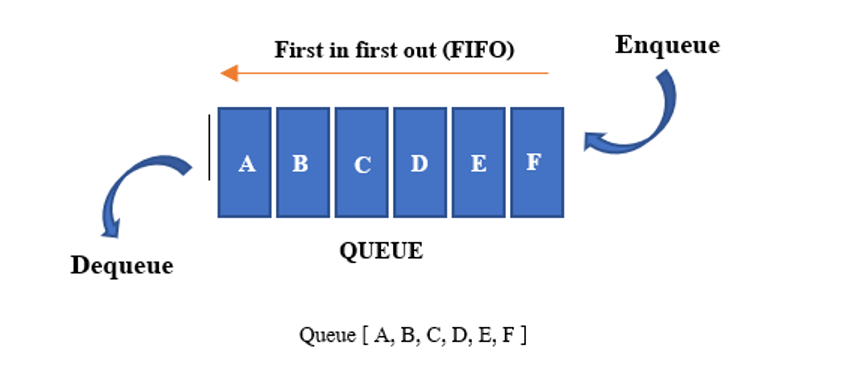 First in first out (FIFO)
Enqueue
A B C D E F
Dequeue
QUEUE
Queue [ A, B, C, D, E, F ]